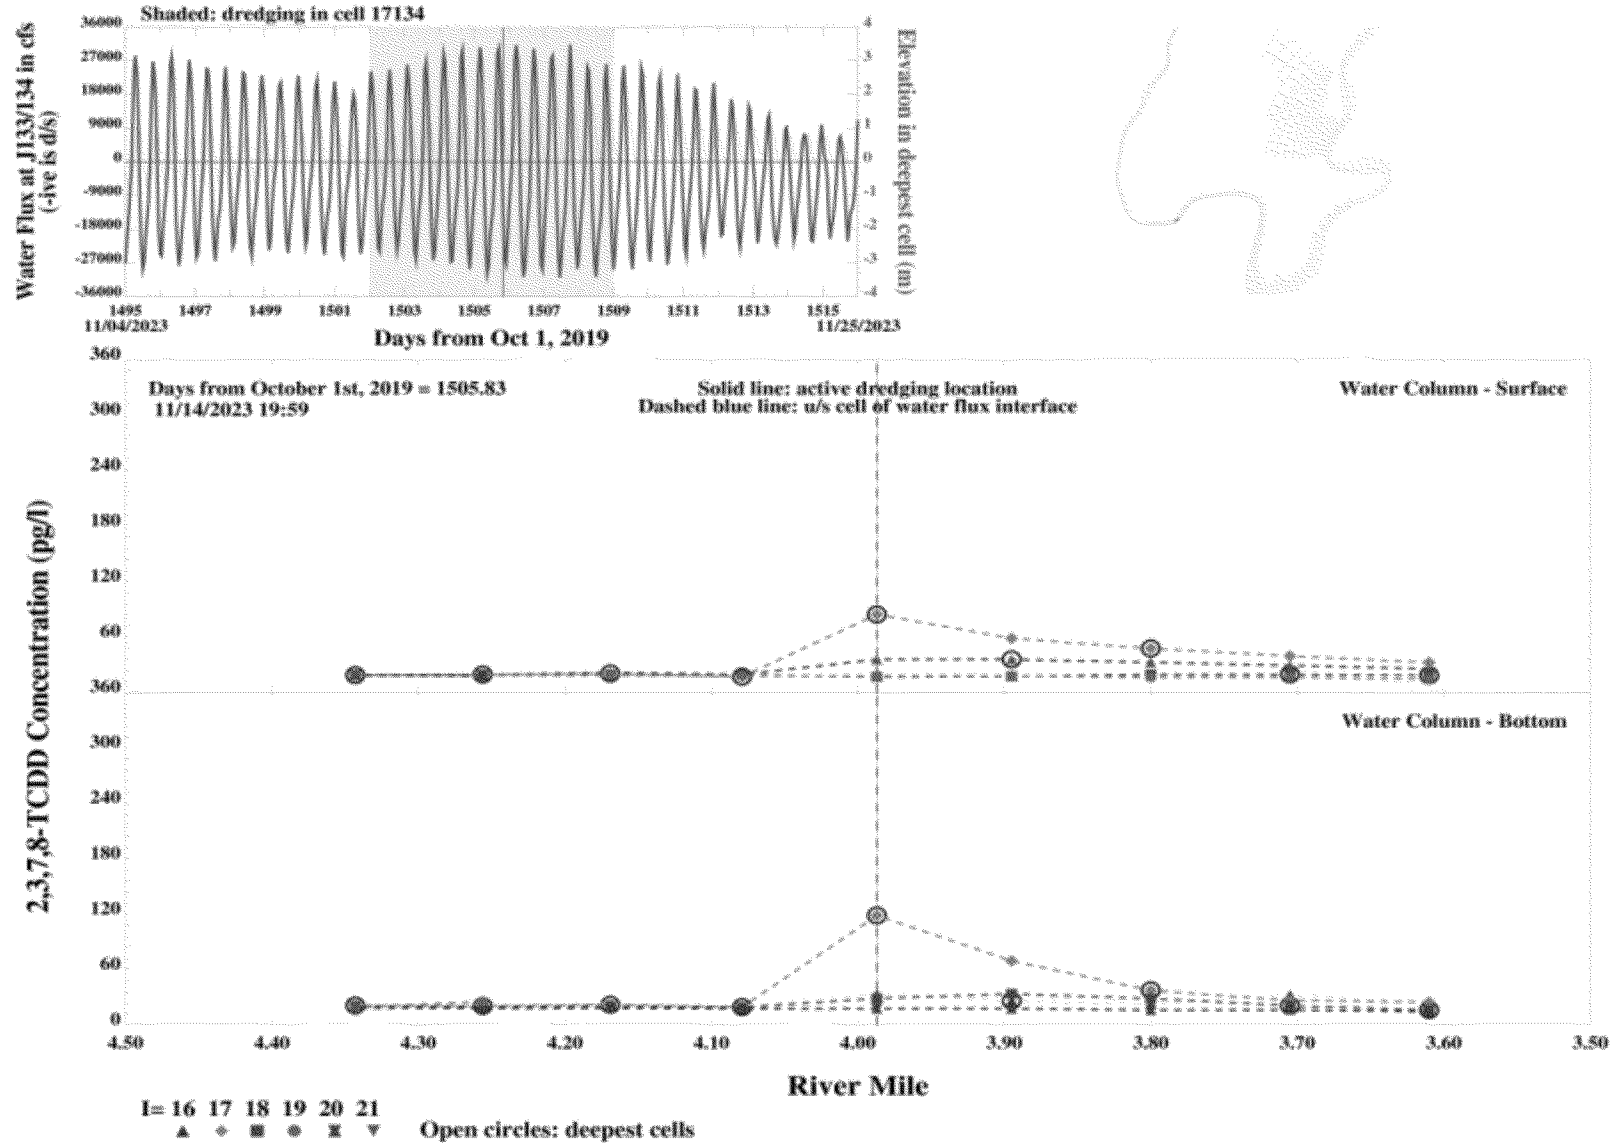 Shaded: dredging in cell 17134
Water Flux at J133/134 in cfs
(-ive is d/s)
36000
27000
18000
9000
0
-9000
-18000
-27000
-36000
4
3
2
1
0
-1
-2
-3
-4
Elevation in deepest cell (m)
1495 1497 1499 1501 1503 1505 1507 1509 1511 1513 1515
11/04/2023 11/25/2023
Days from Oct 1, 2019
Days from October 1st, 2019 = 1505.83
11/14/2023 19:59
Solid line: active dredging location
Dashed blue line: u/s cell of water flux interface
Water Column - Surface
2,3,7,8-TCDD Concentration (pg/l)
360
300
240
180
120
60
360
Water Column - Bottom
300
240
180
120
60
0
4.50 4.40 4.30 4.20 4.10 4.00 3.90 3.80 3.70 3.60 3.50
River Mile
I= 16 17 18 19 20 21
Open circles: deepest cells